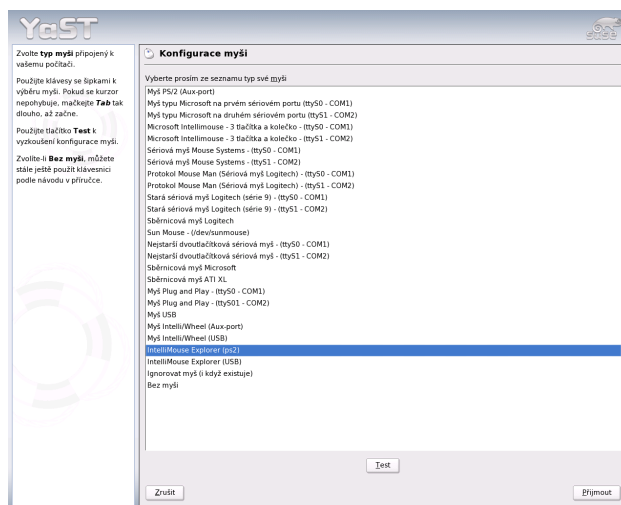 YaST
SUSE
Zvolte typ myši připojený k
vašemu počítači.
Použijte klávesy se šipkami k
výběru myši. Pokud se kurzor
nepohybuje, mačkejte Tab tak
dlouho, až začne.
Použijte tlačítko Test k
vyzkoušení konfigurace myši.
Zvolíte-li Bez myši, můžete
stále ještě použít klávesnici
podle návodu v příručce.
Konfigurace myši
Vyberte prosím ze seznamu typ své myši
Myš PS/2 (Aux-port)
Myš typu Microsoft na prvém sériovém portu (ttyS0 - COM1)
Myš typu Microsoft na druhém sériovém portu (ttyS1 - COM2)
Microsoft Intellimouse - 3 tlačítka a kolečko - (ttyS0 - COM1)
Microsoft Intellimouse - 3 tlačítka a kolečko - (ttyS1 - COM2)
Sériová myš Mouse Systems - (ttyS0 - COM1)
Sériová myš Mouse Systems - (ttyS1 - COM2)
Protokol Mouse Man (Sériová myš Logitech) - (ttyS0 - COM1)
Protokol Mouse Man (Sériová myš Logitech) - (ttyS1 - COM2)
Stará sériová myš Logitech (série 9) - (ttyS0 - COM1)
Stará sériová myš Logitech (série 9) - (ttyS1 - COM2)
Sběrnicová myš Logitech
Sun Mouse - (/dev/sunmouse)
Nejstarší dvoutlačítková sériová myš - (ttyS0 - COM1)
Nejstarší dvoutlačítková sériová myš - (ttyS1 - COM2)
Sběrnicová myš Microsoft
Sběrnicová myš ATI XL
Myš Plug and Play - (ttyS0 - COM1)
Myš Plug and Play - (ttyS01 - COM2)
Myš USB
Myš Intelli/Wheel (Aux-port)
Myš Intelli/Wheel (USB)
IntelliMouse Explorer (ps2)
IntelliMouse Explorer (USB)
Ignorovat myš (i když existuje)
Bez myši
Test
Zrušit
Přijmout